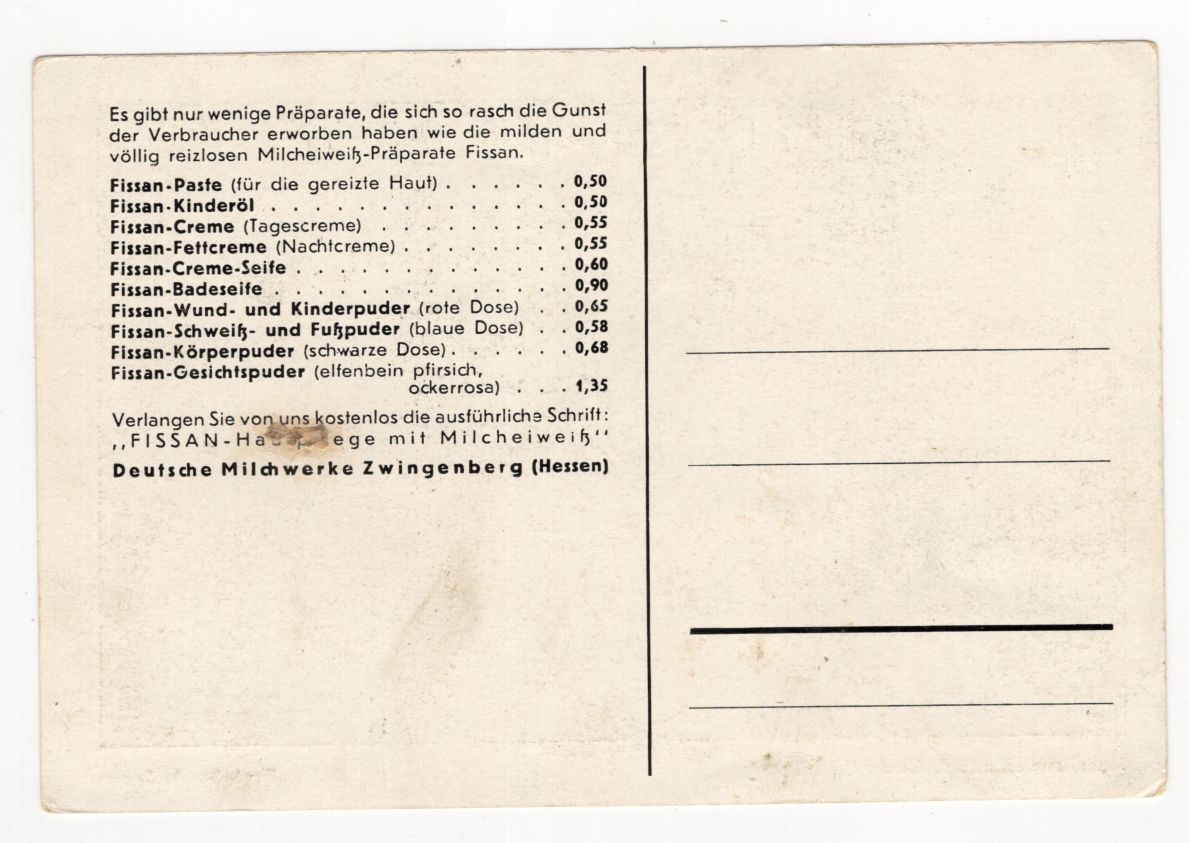 Es gibt nur wenige Präparate, die sich so rasch die Gunst
der Verbraucher erworben haben wie die milden und
völlig reizlosen Milcheiweiß-Präparate Fissan.
Fissan-Paste (für die gereizte Haut) . . . . . . 0,50
Fissan-Kinderöl . . . . . . . . . . . . . . 0,50
Fissan-Creme (Tagescreme) . . . . . . . . . 0,55
Fissan-Fettcreme (Nachtcreme) . . . . . . . . 0,55
Fissan-Creme-Seife . . . . . . . . . . . . . 0,60
Fissan-Badeseife . . . . . . . . . . . . . . 0,90
Fissan-Wund- und Kinderpuder (rote Dose) . . 0,65
Fissan-Schweiß- und Fußpuder (blaue Dose) . . 0,58
Fissan-Körperpuder (schwarze Dose) . . . . . . 0,68
Fissan-Gesichtspuder (elfenbein pfirsich,
ockerrosa) . . . 1,35
Verlangen Sie von uns kostenlos die ausführliche Schrift:
„FISSAN-Hautpflege mit Milcheiweiß"
Deutsche Milchwerke Zwingenberg (Hessen)